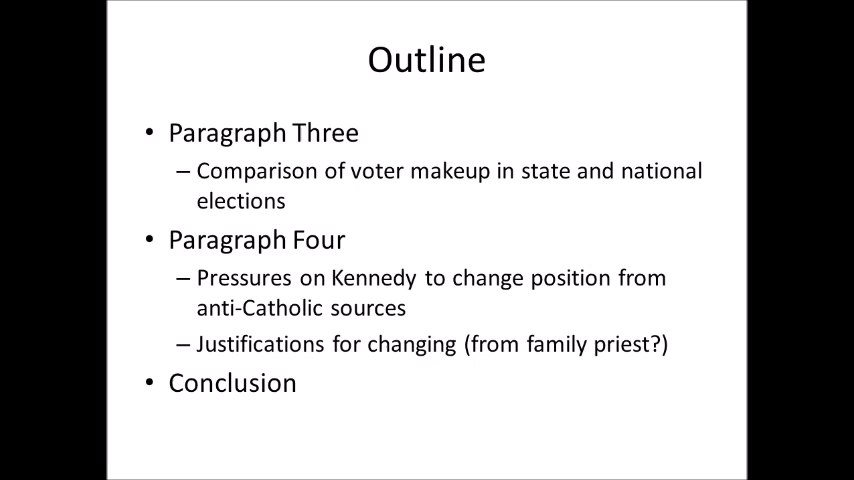 Outline
• Paragraph Three
– Comparison of voter makeup in state and national
elections
• Paragraph Four
– Pressures on Kennedy to change position from
anti-Catholic sources
– Justifications for changing (from family priest?)
• Conclusion